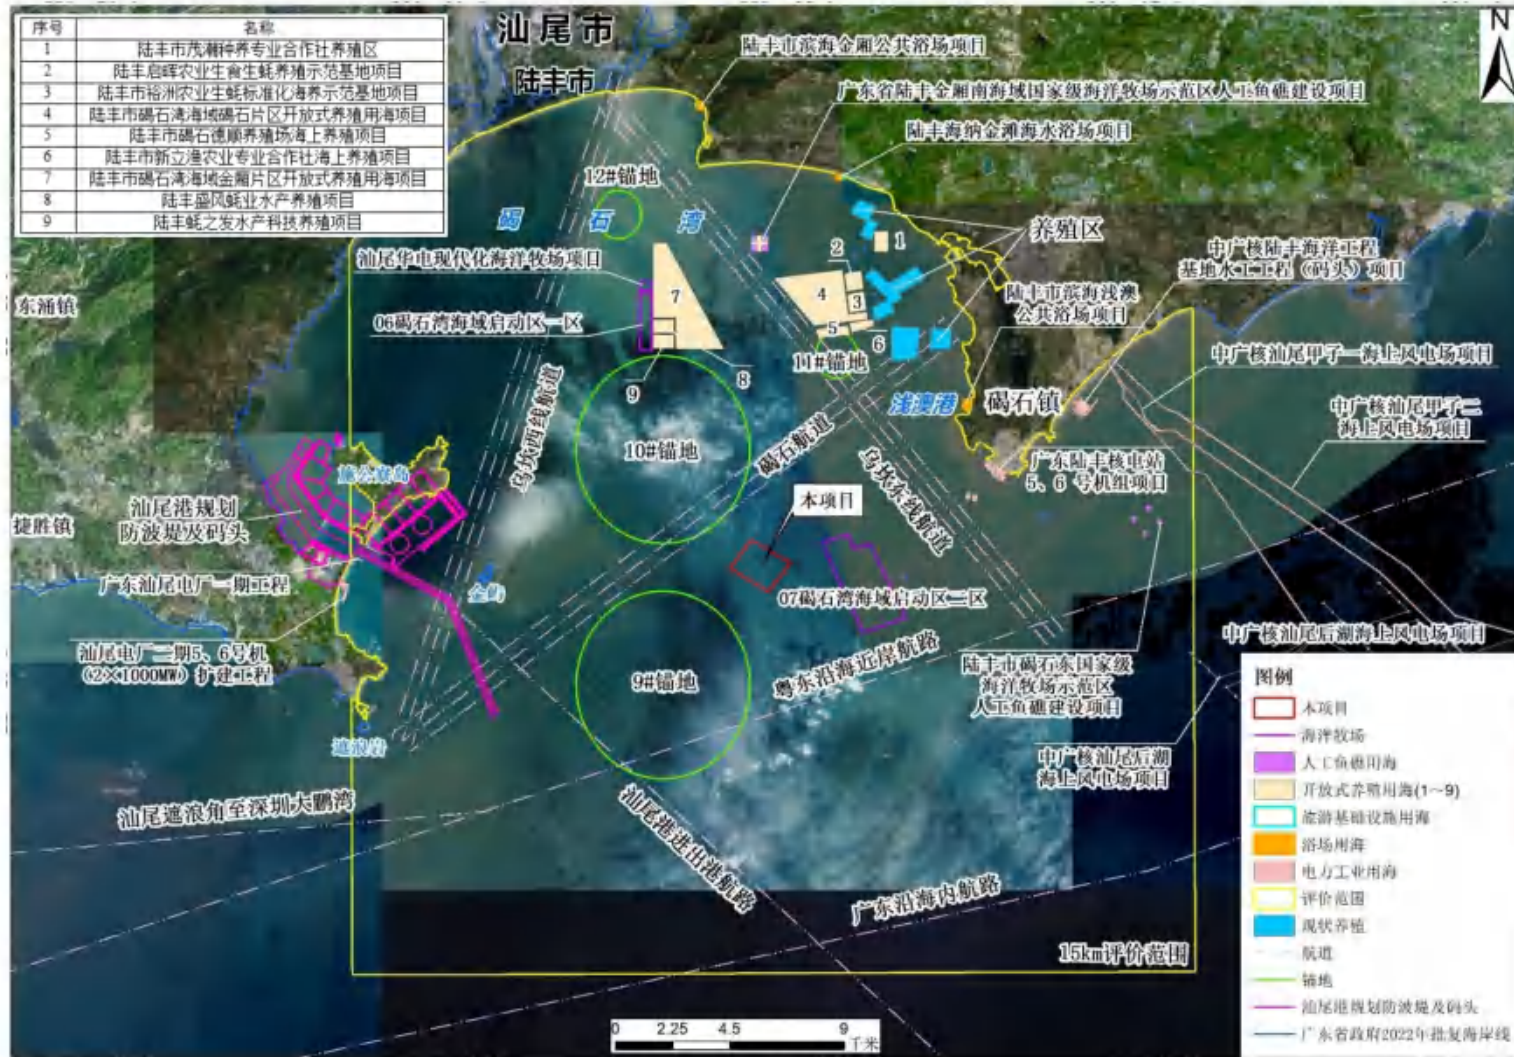 序号 名称
1 陆丰市茂潮种养专业合作社养殖区
2 陆丰启晖农业生食生蚝养殖示范基地项目
3 陆丰市裕洲农业生蚝标准化海养示范基地项目
4 陆丰市碣石湾海域碣石片区开放式养殖用海项目
5 陆丰市碣石德顺养殖场海上养殖项目
6 陆丰市新立渔农业专业合作社海上养殖项目
7 陆丰市碣石湾海域金厢片区开放式养殖用海项目
8 陆丰盛风蚝业水产养殖项目
9 陆丰蚝之发水产科技养殖项目
汕尾市
陆丰市
N
陆丰市滨海金厢公共浴场项目
广东省陆丰金厢南海域国家级海洋牧场示范区人工鱼礁建设项目
陆丰海纳金滩海水浴场项目
12#锚地
碣石湾
养殖区
1
2
3
4
5
6
7
8
9
汕尾华电现代化海洋牧场项目
06碣石湾海域启动区一区
中广核陆丰海洋工程
基地水工工程（码头）项目
陆丰市滨海浅澳
公共浴场项目
东涌镇
11#锚地
浅澳港
碣石镇
中广核汕尾甲子一海上风电场项目
中广核汕尾甲子二
海上风电场项目
乌坎西线航道
10#锚地
碣石航道
乌坎东线航道
广东陆丰核电站
5、6 号机组项目
施公寮岛
汕尾港规划
防波堤及码头
捷胜镇
本项目
广东汕尾电厂一期工程
金屿
07碣石湾海域启动区二区
中广核汕尾后湖海上风电场项目
汕尾电厂二期5、6号机
（2×1000MW）扩建工程
9#锚地
粤东沿海近岸航路
陆丰市碣石东国家级
海洋牧场示范区
人工鱼礁建设项目
遮浪岩
中广核汕尾后湖
海上风电场项目
汕尾遮浪角至深圳大鹏湾
汕尾港进出港航路
广东沿海内航路
15km评价范围
图例
本项目
海洋牧场
人工鱼礁用海
开放式养殖用海(1～9)
旅游基础设施用海
浴场用海
电力工业用海
评价范围
现状养殖
航道
锚地
汕尾港规划防波堤及码头
广东省政府2022年批复海岸线
0 2.25 4.5 9
千米